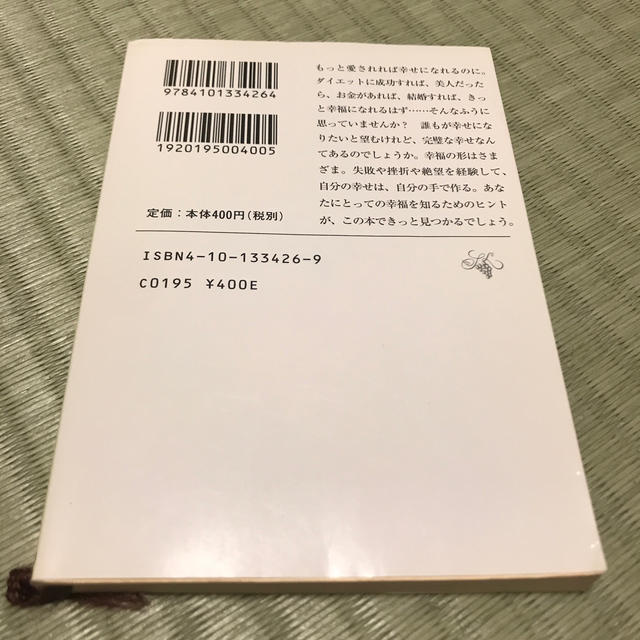 9784101334264
1920195004005
定価：本体400円（税別）
もっと愛されれば幸せになれるのに。
ダイエットに成功すれば、美人だった
ら、お金があれば、結婚すれば、きっ
と幸福になれるはず……そんなふうに
思っていませんか？　誰もが幸せにな
りたいと望むけれど、完璧な幸せなん
てあるのでしょうか。幸福の形はさま
ざま。失敗や挫折や絶望を経験して、
自分の幸せは、自分の手で作る。あな
たにとっての幸福を知るためのヒント
が、この本できっと見つかるでしょう。
ISBN4-10-133426-9
C0195 ¥400E